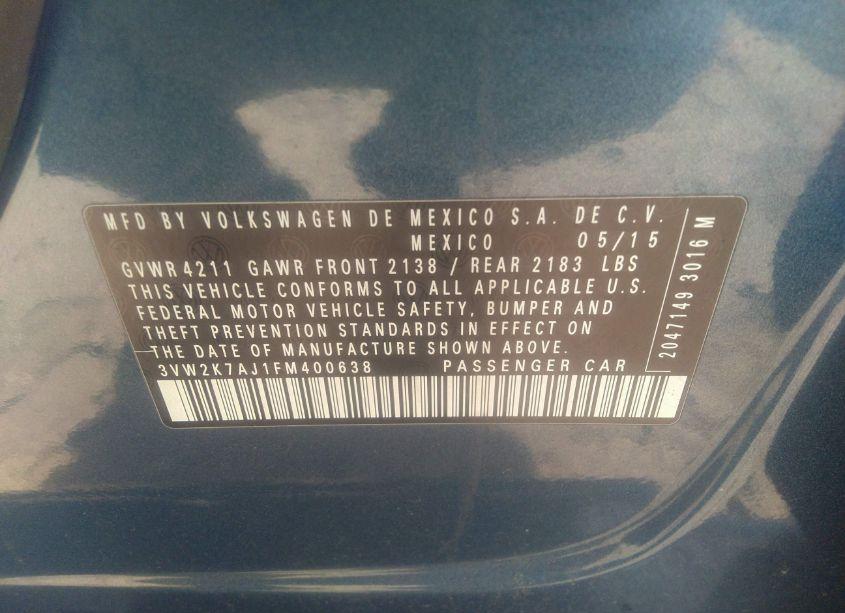 MFD BY VOLKSWAGEN DE MEXICO S.A. DE C.V.
MEXICO 05/15
GVWR 4211 GAWR FRONT 2138 / REAR 2183 LBS
THIS VEHICLE CONFORMS TO ALL APPLICABLE U.S.
FEDERAL MOTOR VEHICLE SAFETY, BUMPER AND
THEFT PREVENTION STANDARDS IN EFFECT ON
THE DATE OF MANUFACTURE SHOWN ABOVE.
3VW2K7AJ1FM400638 PASSENGER CAR
2047149 3016 M